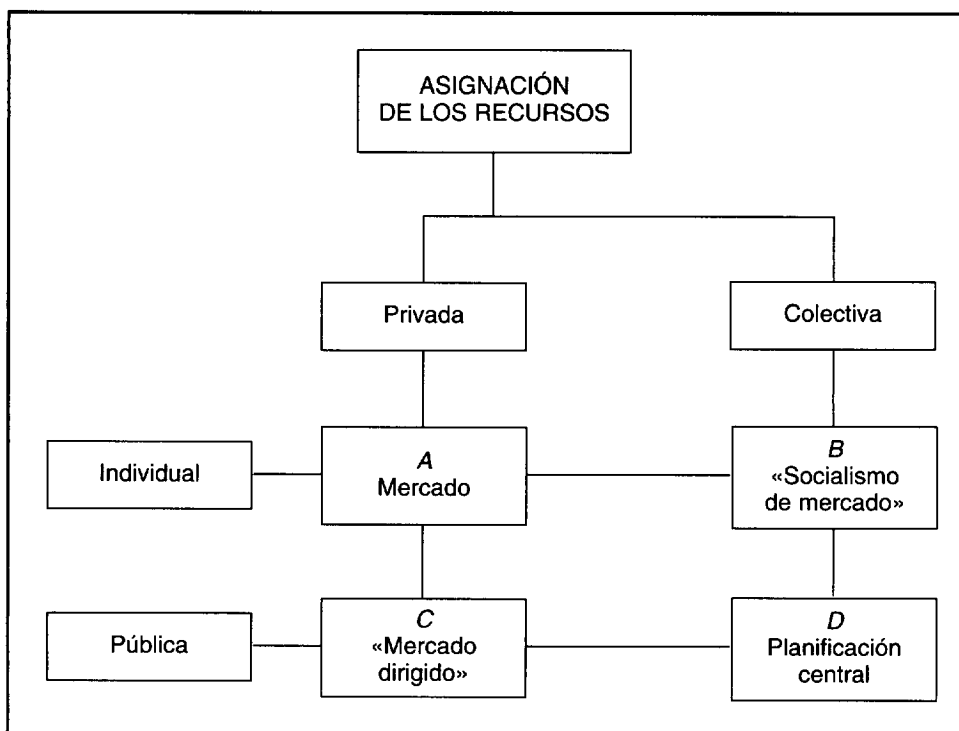 ASIGNACIÓN
DE LOS RECURSOS
Privada
Colectiva
Individual
A
Mercado
B
«Socialismo
de mercado»
Pública
C
«Mercado
dirigido»
D
Planificación
central